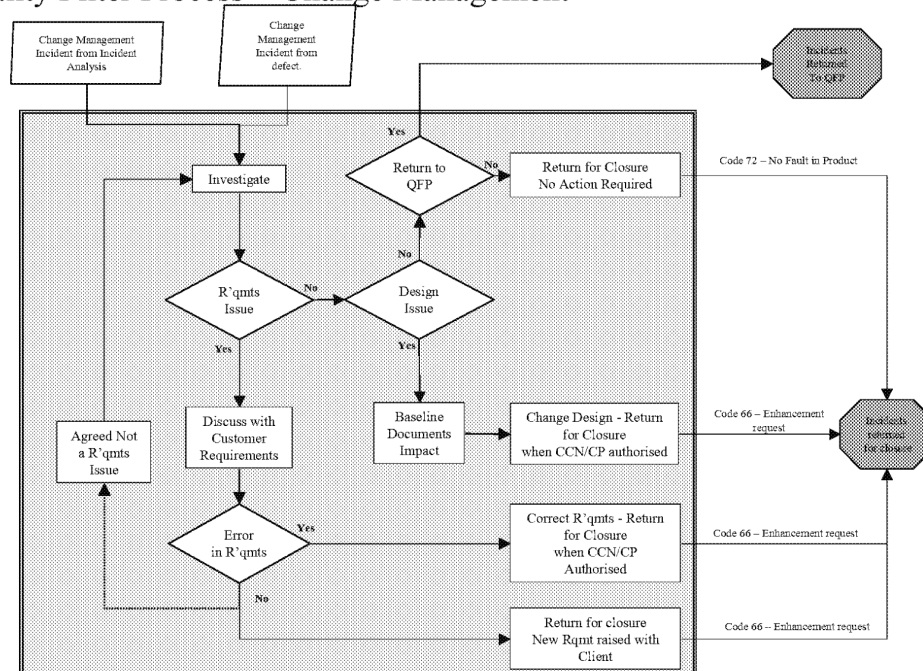 Filter Process – Change Management
Change Management
Incident from Incident
Analysis
Change
Management
Incident from
defect.
Incidents
Returned
To QFP
Yes
Return to
QFP
No
Return for Closure
No Action Required
Code 72 – No Fault in Product
Investigate
No
R'qmts
Issue
No
Design
Issue
Yes
Yes
Agreed Not
a R'qmts
Issue
Discuss with
Customer
Requirements
Baseline
Documents
Impact
Change Design - Return
for Closure
when CCN/CP authorised
Code 66 – Enhancement
request
Incidents
returned
for closure
Error
in R'qmts
Yes
Correct R'qmts - Return
for Closure
when CCN/CP
Authorised
Code 66 – Enhancement request
No
Return for closure
New Rqmt raised with
Client
Code 66 – Enhancement request